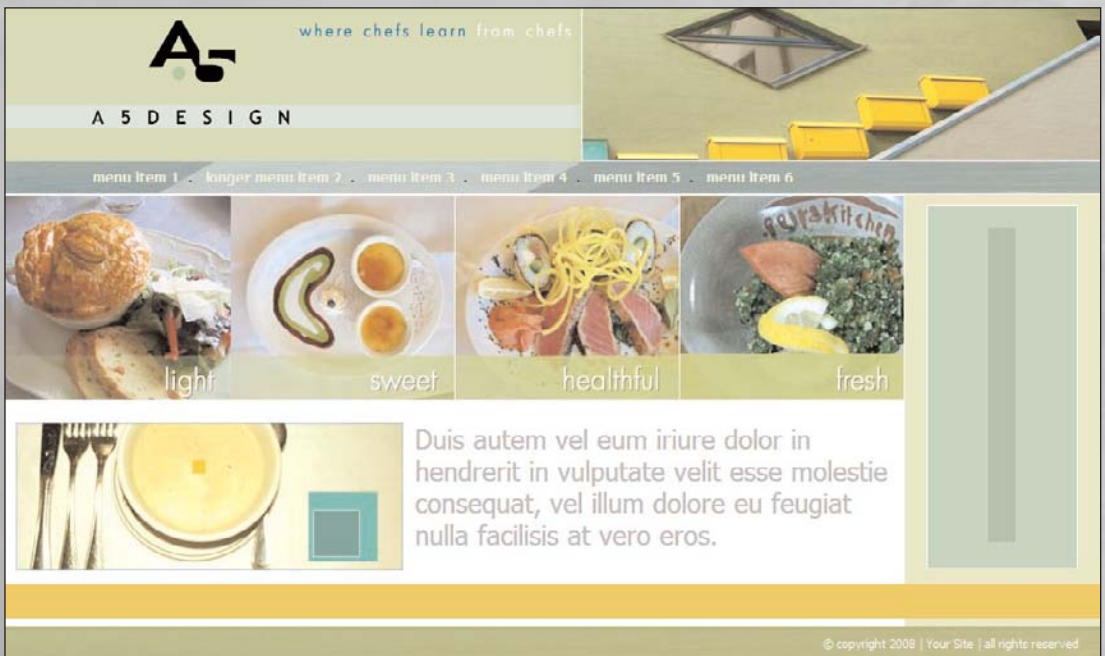 where chefs learn from chefs
A5
A5DESIGN
menu item 1 . longer menu item 2 . menu item 3 . menu item 4 . menu item 5 . menu item 6
light
sweet
healthful
fresh
Duis autem vel eum iriure dolor in
hendrerit in vulputate velit esse molestie
consequat, vel illum dolore eu feugiat
nulla facilisis at vero eros.
© copyright 2008 | Your Site | all rights reserved